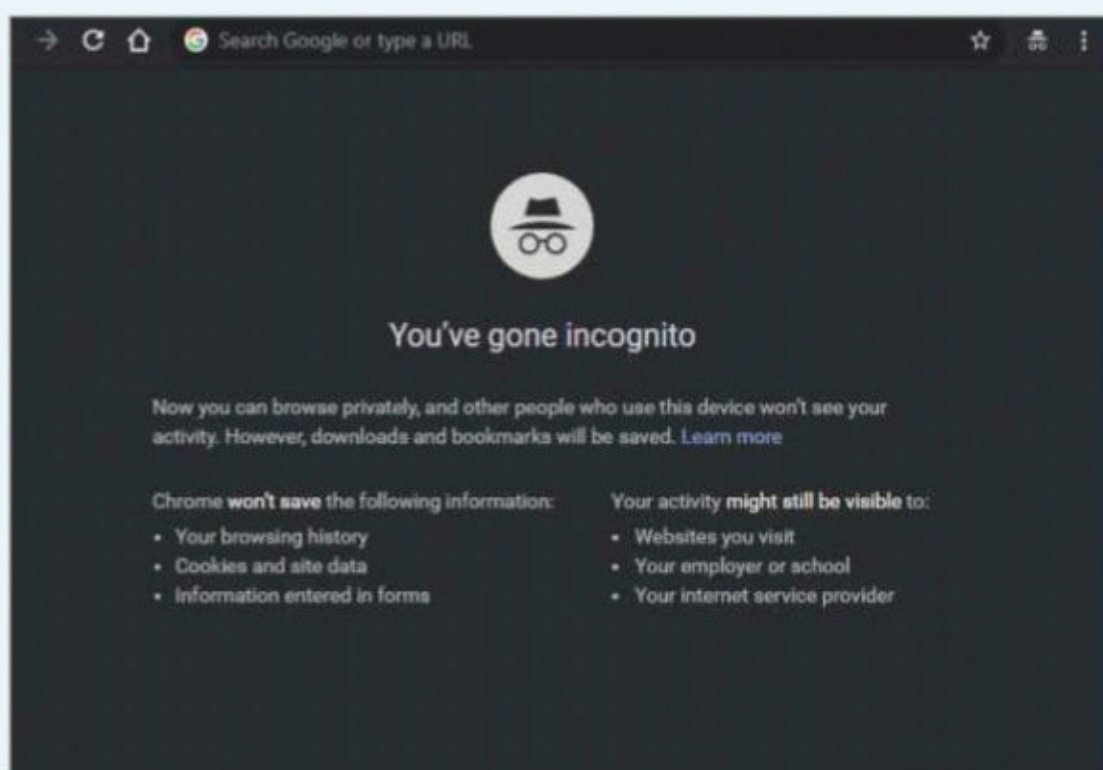 Search Google or type a URL
You've gone incognito
Now you can browse privately, and other people who use this device won't see your
activity. However, downloads and bookmarks will be saved. Learn more
Chrome won't save the following information:
• Your browsing history
• Cookies and site data
• Information entered in forms
Your activity might still be visible to:
• Websites you visit
• Your employer or school
• Your internet service provider